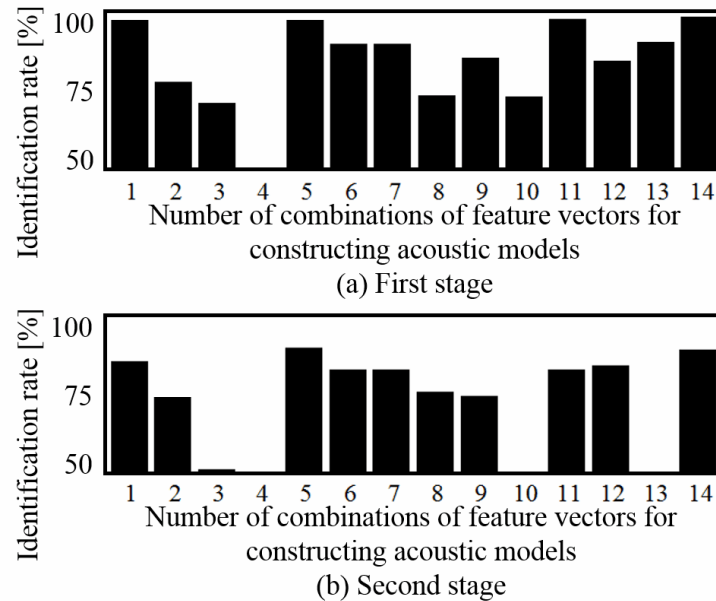 Identification rate [%]
100
75
50
1 2 3 4 5 6 7 8 9 10 11 12 13 14
Number of combinations of feature vectors for
constructing acoustic models
(a) First stage
Identification rate [%]
100
75
50
1 2 3 4 5 6 7 8 9 10 11 12 13 14
Number of combinations of feature vectors for
constructing acoustic models
(b) Second stage